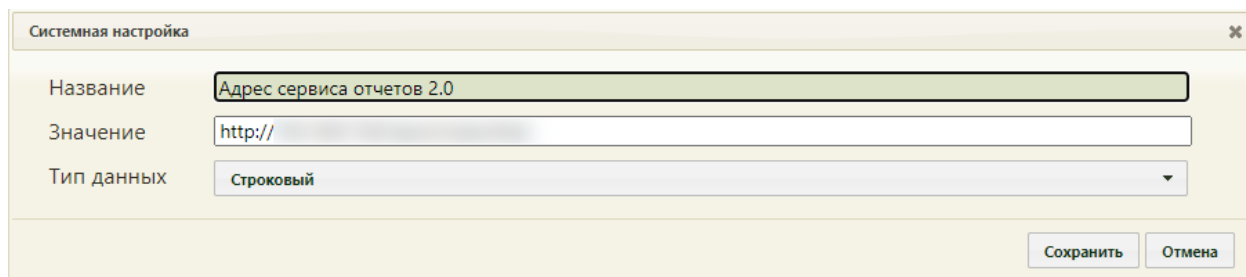 Системная настройка
Название Адрес сервиса отчетов 2.0
Значение http://
Тип данных Строковый
Сохранить Отмена